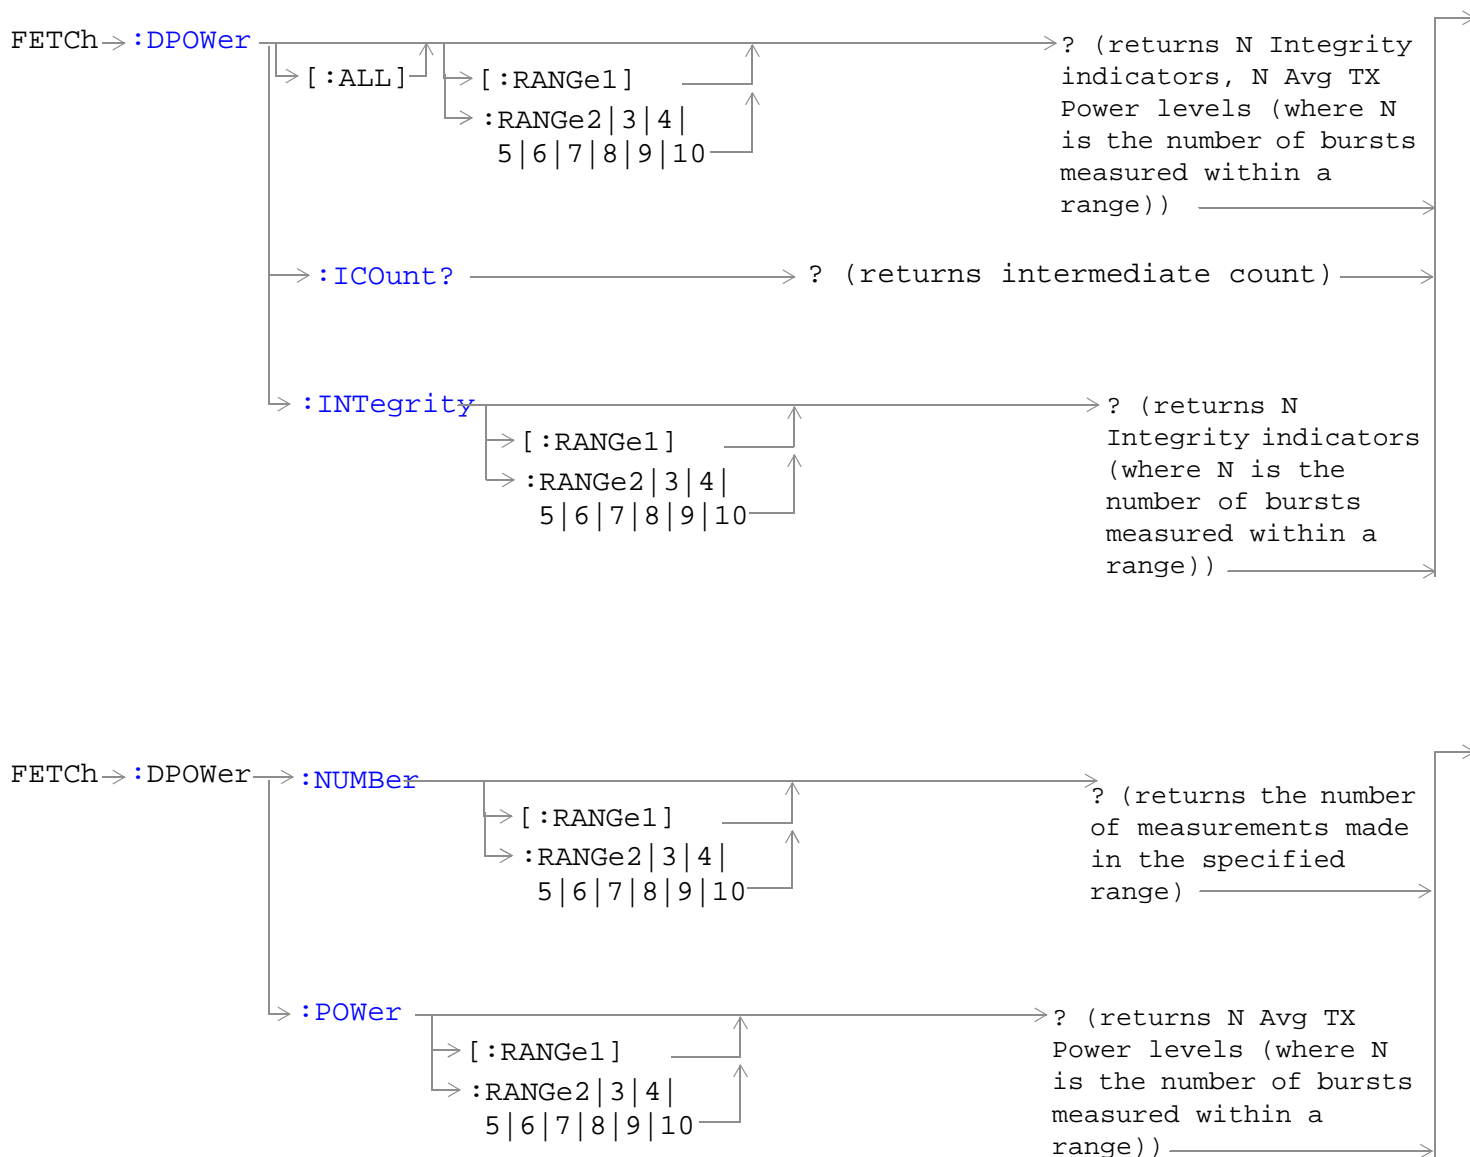 FETCh :DPOWer
[:ALL]
[:RANGe1]
:RANGe2|3|4|
5|6|7|8|9|10
? (returns N Integrity
indicators, N Avg TX
Power levels (where N
is the number of bursts
measured within a
range))
:ICOunt?
? (returns intermediate count)
:INTegrity
[:RANGe1]
:RANGe2|3|4|
5|6|7|8|9|10
? (returns N
Integrity indicators
(where N is the
number of bursts
measured within a
range))
FETCh :DPOWer :NUMBer
[:RANGe1]
:RANGe2|3|4|
5|6|7|8|9|10
? (returns the number
of measurements made
in the specified
range)
:POWer
[:RANGe1]
:RANGe2|3|4|
5|6|7|8|9|10
? (returns N Avg TX
Power levels (where N
is the number of bursts
measured within a
range))